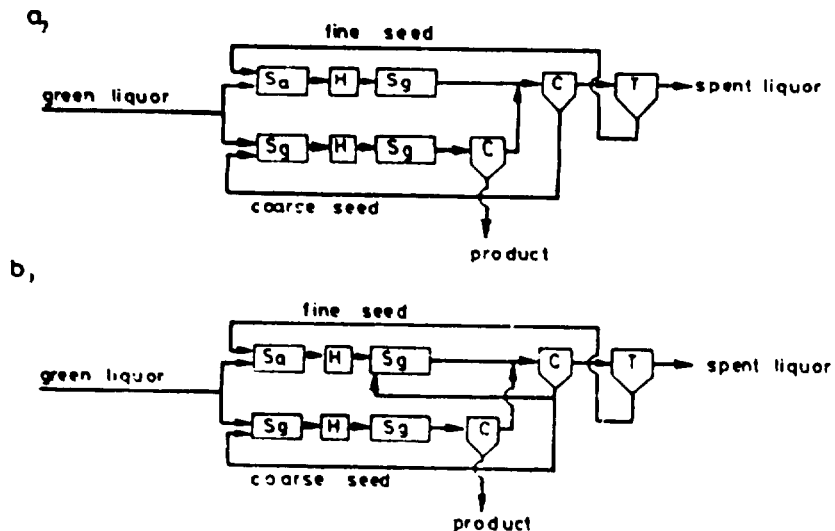 a,
fine seed
Sa H Sg C T spent liquor
green liquor
Sg H Sg C
coarse seed
product
b,
fine seed
Sa H Sg C T spent liquor
green liquor
Sg H Sg C
coarse seed
product